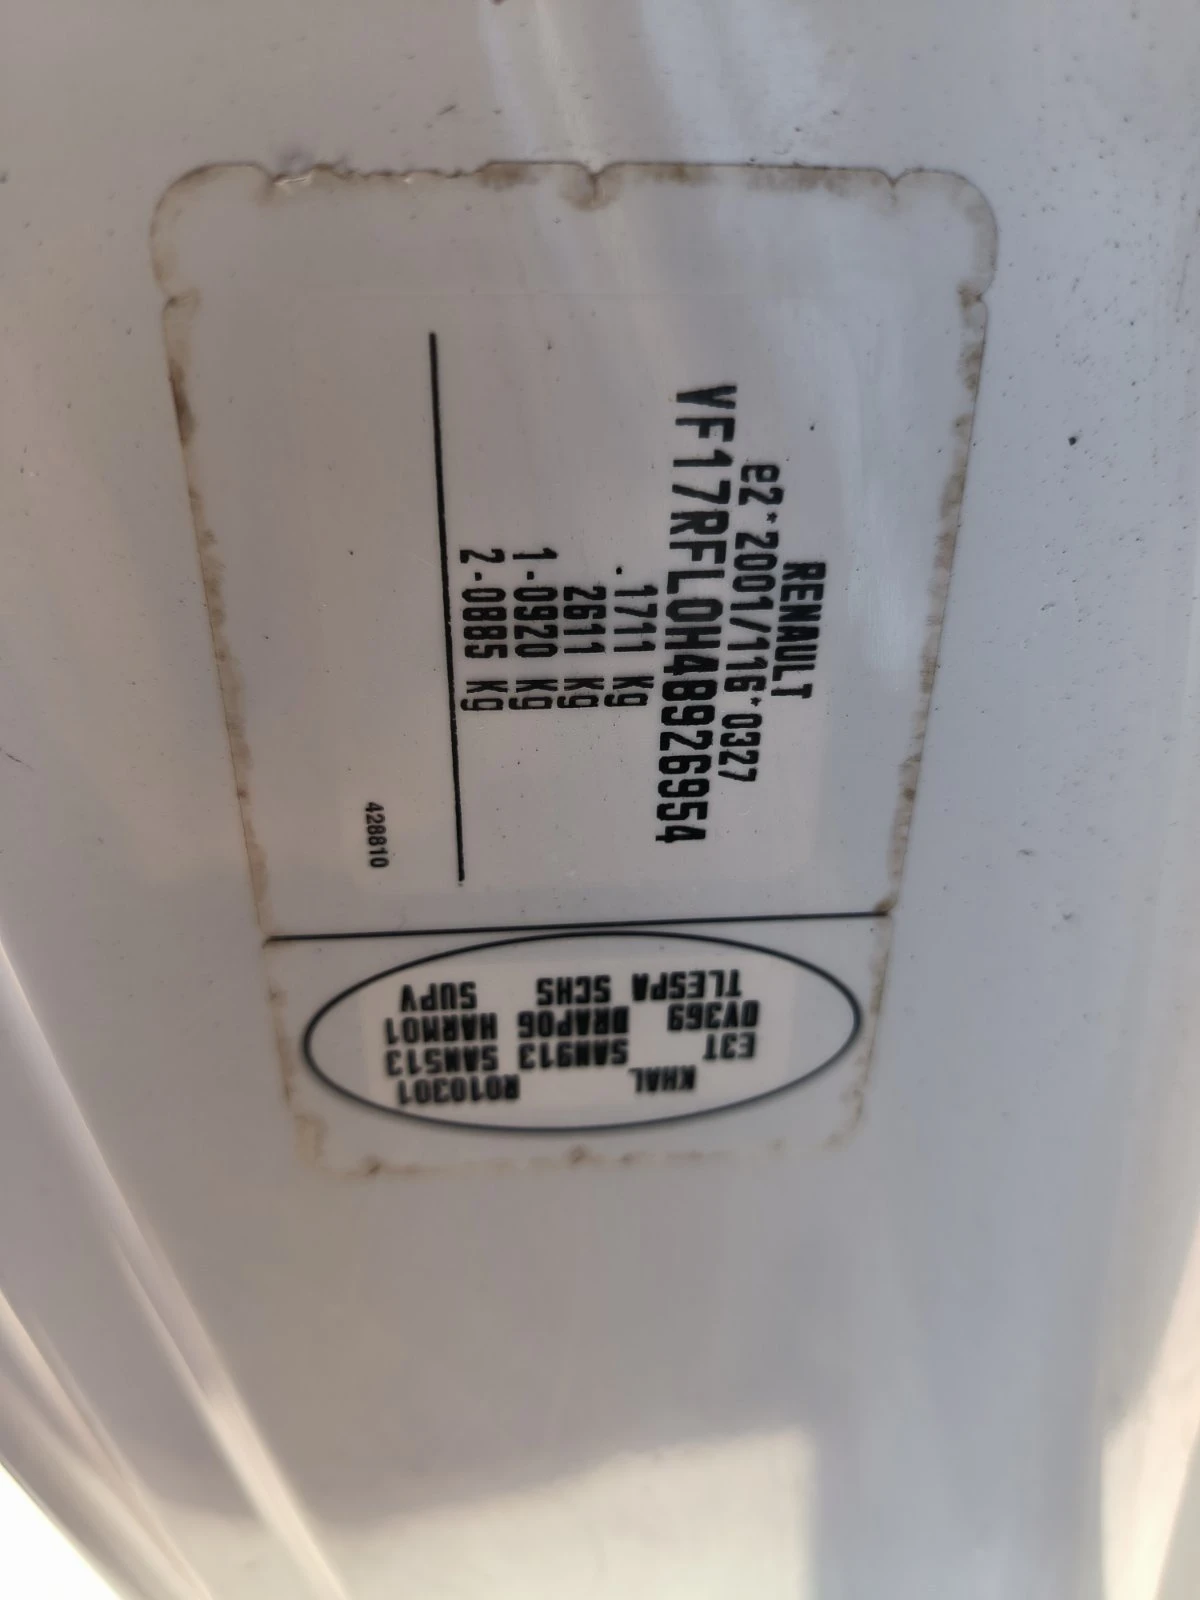 RENAULT
e2*2001/116*0327
VF17RFL0H48926954
1711 Kg
2611 Kg
1-0920 Kg
2-0885 Kg
428810
KHAL R010301
E3T SAN913 SAN513
OV369 DRAP06 HARM01
TLESPA SCHS SUPV